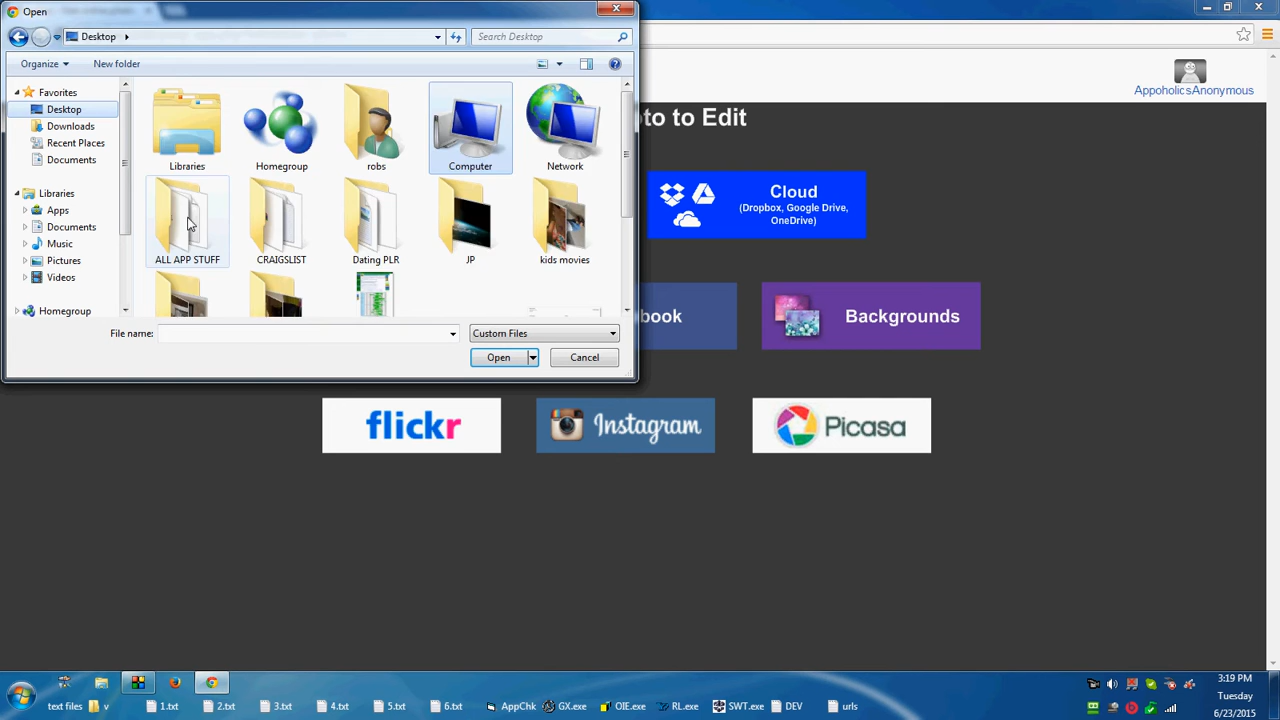 Open
Desktop
Search Desktop
Organize
New folder
Favorites
Desktop
Downloads
Recent Places
Documents
Libraries
Apps
Documents
Music
Pictures
Videos
Homegroup
Libraries
Homegroup
robs
Computer
Network
ALL APP STUFF
CRAIGSLIST
Dating PLR
JP
kids movies
File name:
Custom Files
Open
Cancel
AppoholicsAnonymous
to to Edit
Cloud
(Dropbox, Google Drive,
OneDrive)
book
Backgrounds
flickr
Instagram
Picasa
text files
v
1.txt
2.txt
3.txt
4.txt
5.txt
6.txt
AppChk
GX.exe
OIE.exe
RL.exe
SWT.exe
DEV
urls
3:19 PM
Tuesday
6/23/2015